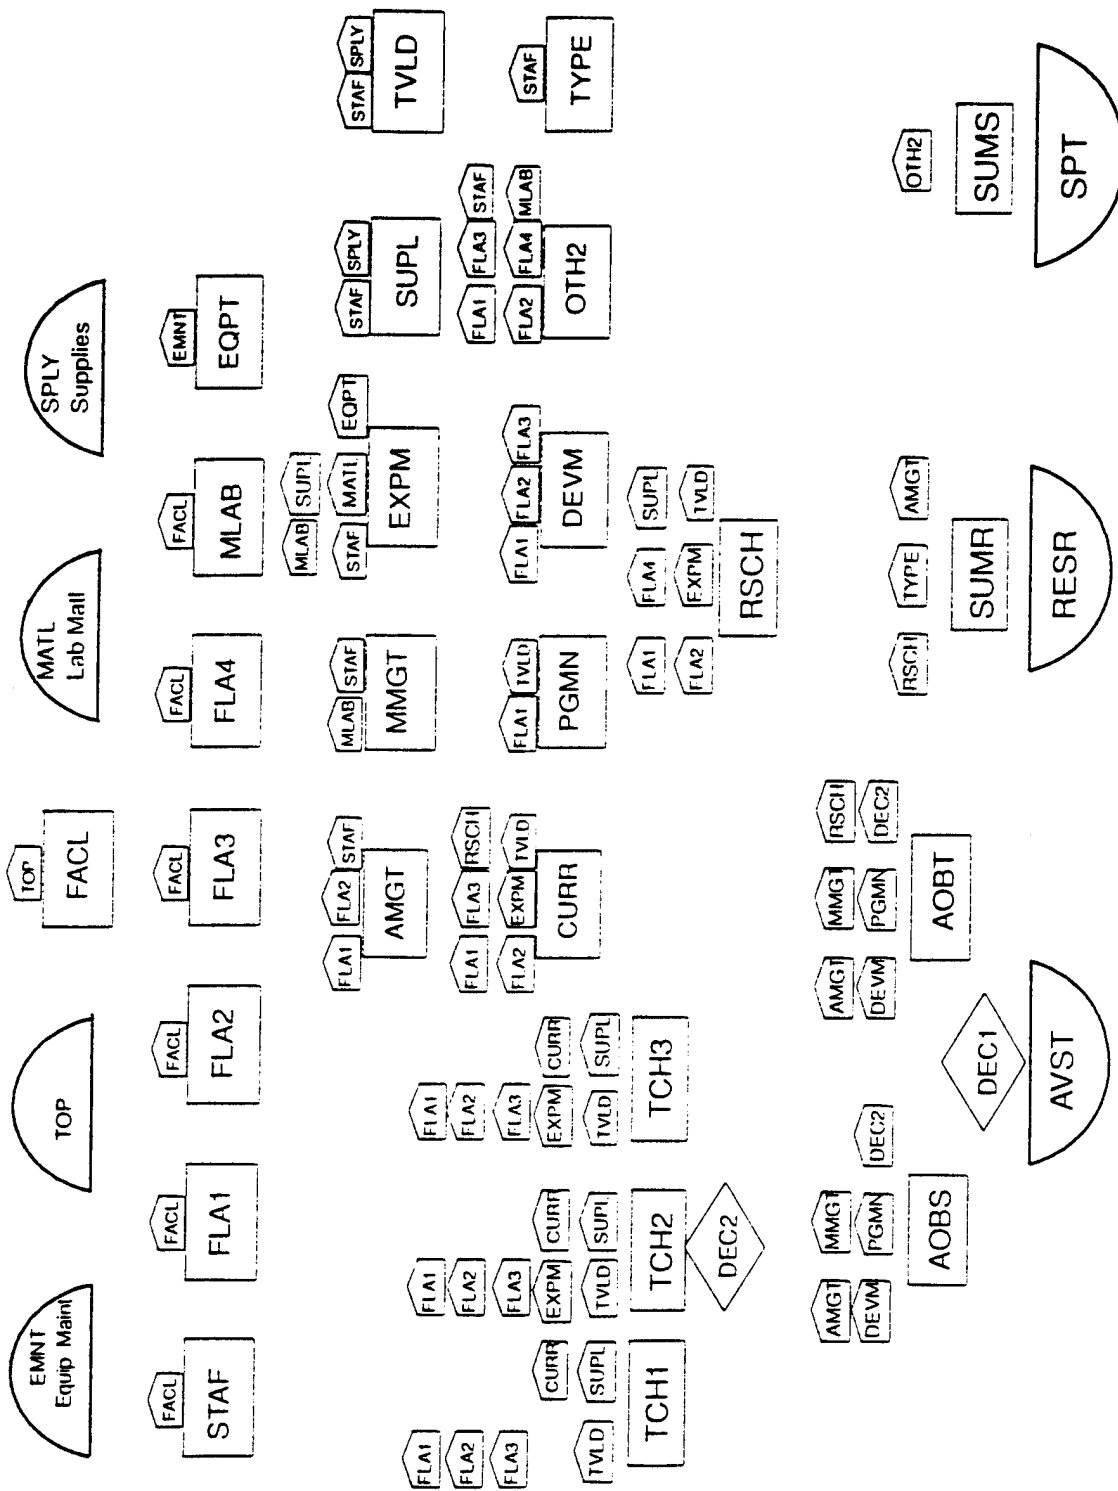 EMNT
Equip Maint
TOP
TOP
FACL
MATL
Lab Matl
SPLY
Supplies
FACL
STAF
FACL
FLA1
FACL
FLA2
FACL
FLA3
FACL
FLA4
FACL
MLAB
EMNT
EQPT
FLA1 FLA2 STAF
AMGT
MLAB STAF
MMGT
MLAB SUPL
STAF MATL EQPT
EXPM
STAF SPLY
SUPL
STAF SPLY
TVLD
FLA1
FLA2
FLA3
CURR
TVLD SUPL
TCH1
FLA1
FLA2
FLA3
EXPM CURR
TVLD SUPL
TCH2
DEC2
FLA1
FLA2
FLA3
EXPM CURR
TVLD SUPL
TCH3
FLA1 FLA3 RSCH
FLA2 EXPM TVLD
CURR
FLA1 TVLD
PGMN
FLA1 FLA2 FLA3
DEVM
FLA1 FLA3 STAF
FLA2 FLA4 MLAB
OTH2
STAF
TYPE
FLA1 FLA4 SUPL
FLA2 EXPM TVLD
RSCH
AMGT MMGT
DEVM PGMN DEC2
AOBS
DEC1
AVST
AMGT MMGT RSCH
DEVM PGMN DEC2
AOBT
RSCH TYPE AMGT
SUMR
RESR
OTH2
SUMS
SPT